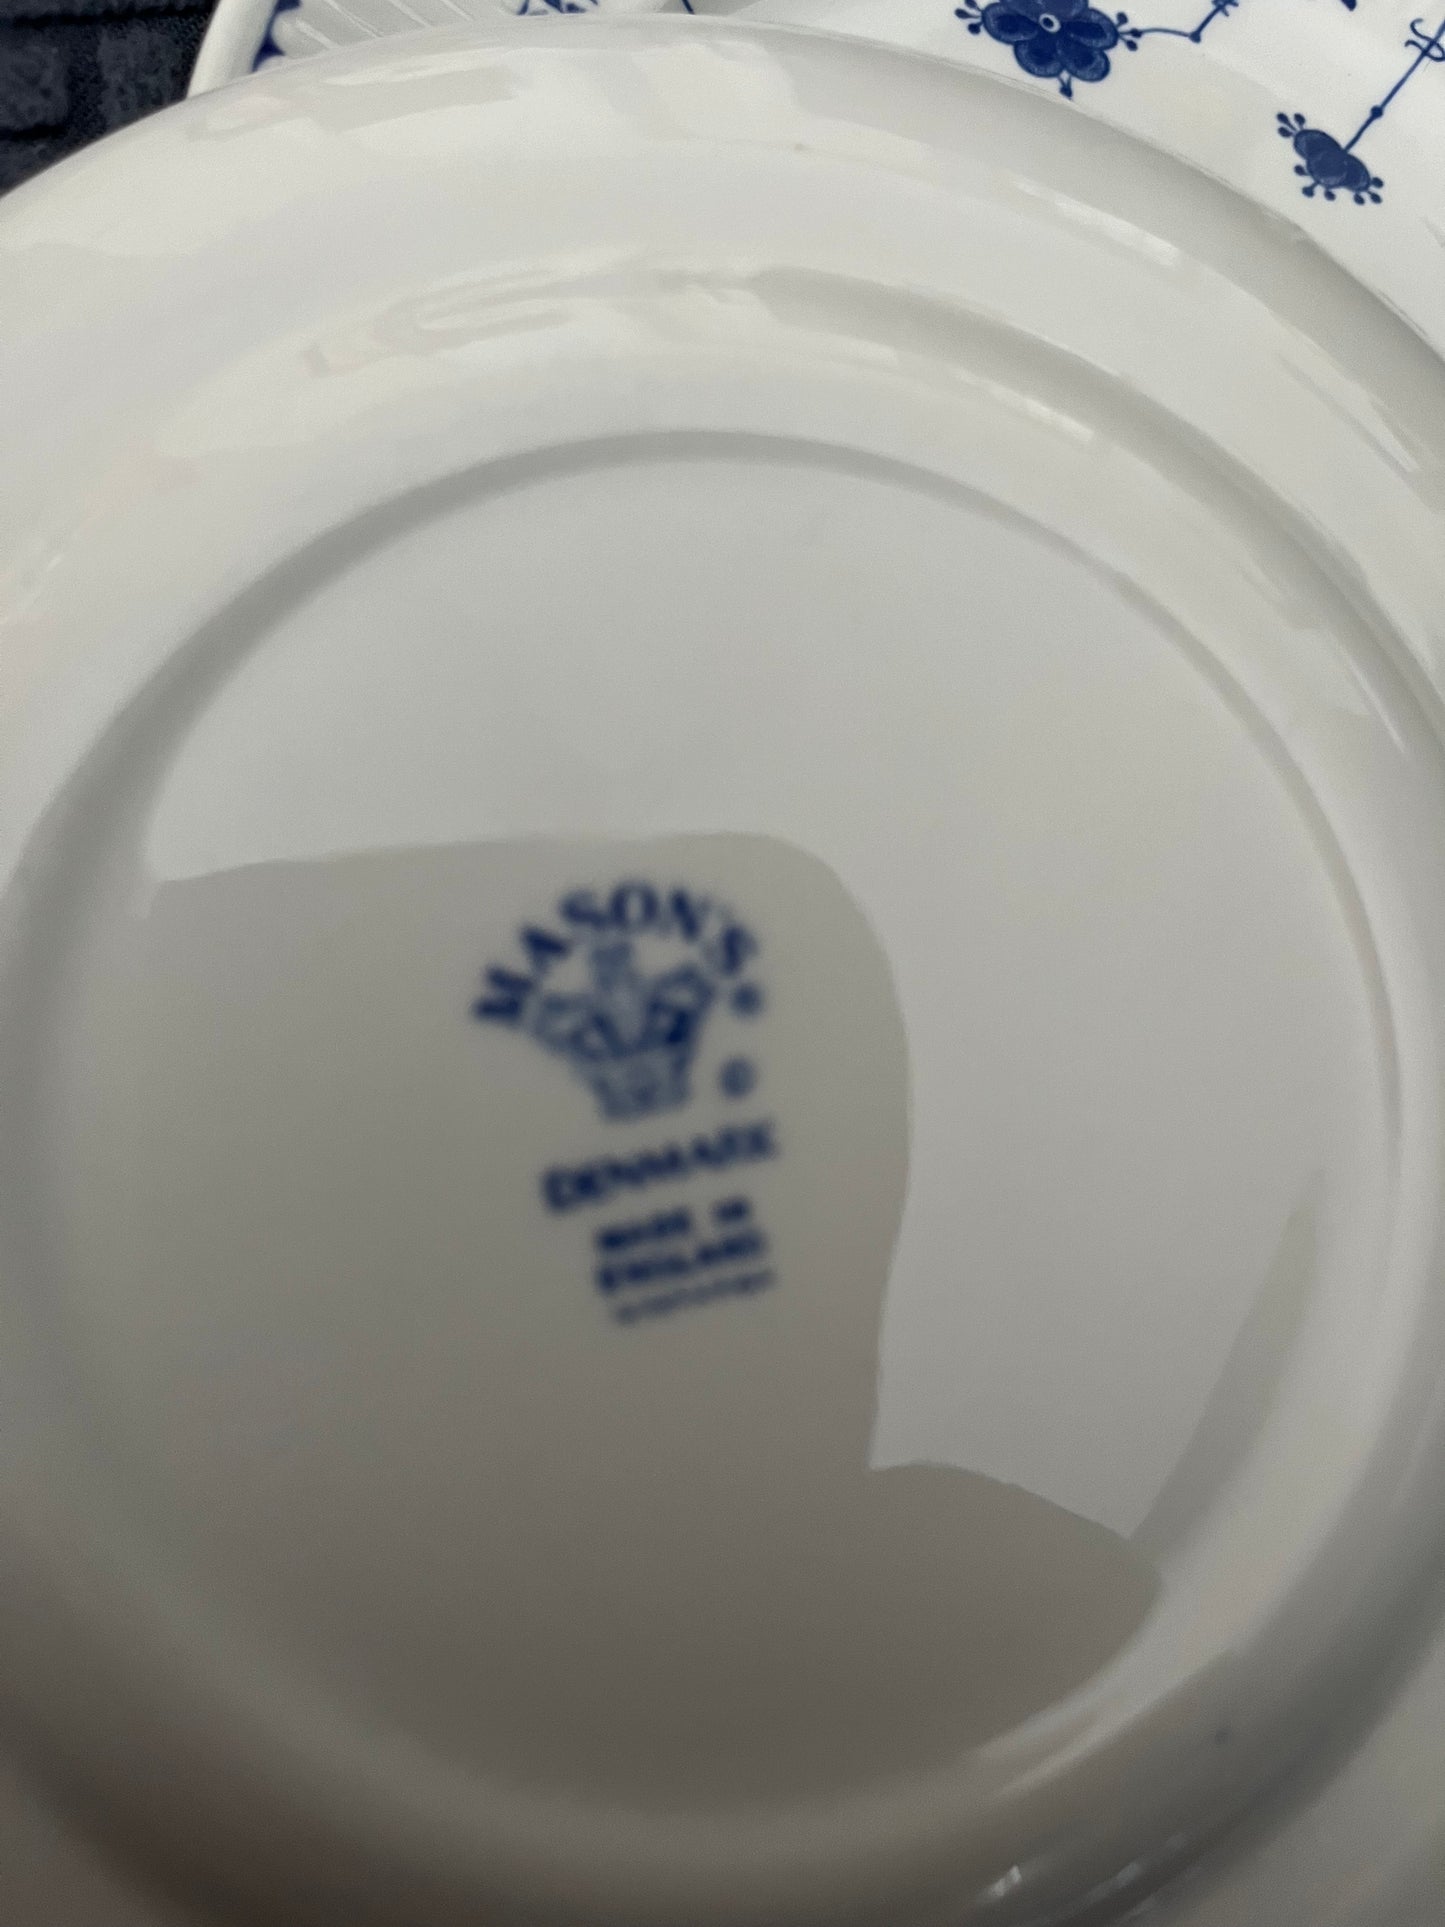 MASON'S ®
©
DENMARK
MADE IN
ENGLAND